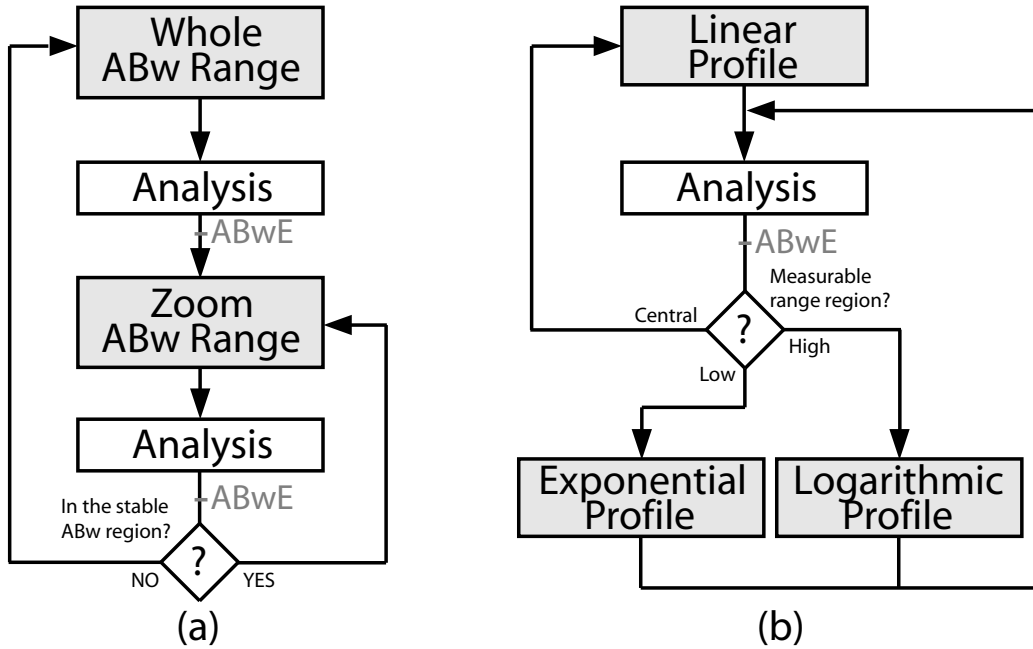 Whole
ABw Range
Analysis
-ABwE
Zoom
ABw Range
Analysis
-ABwE
In the stable
ABw region?
?
NO
YES
(a)
Linear
Profile
Analysis
-ABwE
Measurable
range region?
Central
?
High
Low
Exponential
Profile
Logarithmic
Profile
(b)